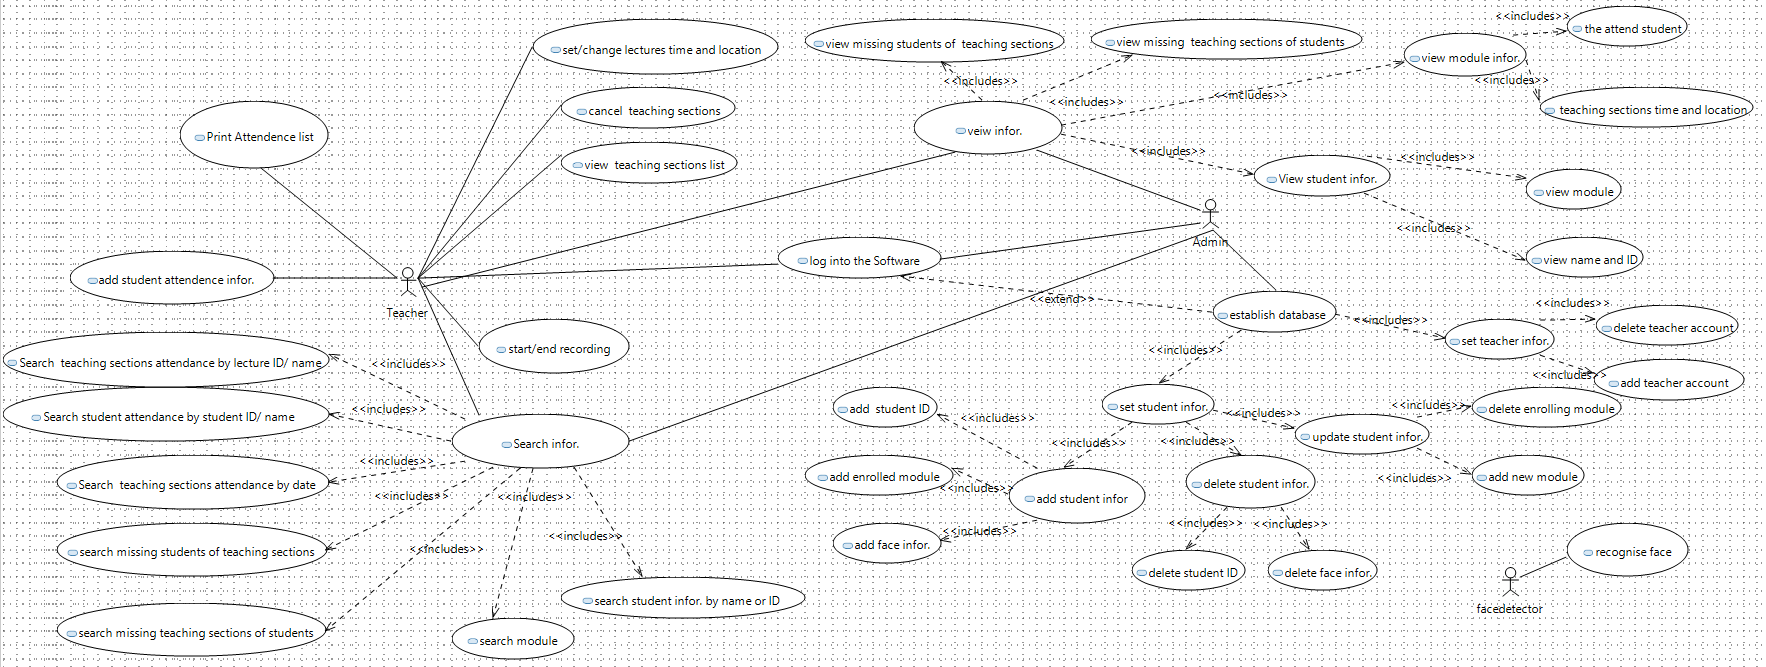 <<includes>>
the attend student
set/change lectures time and location
view missing students of teaching sections
view missing teaching sections of students
view module infor.
<<includes>>
<<includes>>
<<includes>>
<<includes>>
cancel teaching sections
teaching sections time and location
Print Attendence list
veiw infor.
<<includes>>
<<includes>>
view teaching sections list
View student infor.
view module
<<includes>>
Admin
log into the Software
view name and ID
add student attendence infor.
<<extend>>
<<includes>>
Teacher
establish database
<<includes>>
delete teacher account
set teacher infor.
start/end recording
<<includes>>
Search teaching sections attendance by lecture ID/ name
<<includes>>
<<includes>>
add teacher account
<<includes>>
<<includes>>
add student ID
set student infor.
<<includes>>
delete enrolling module
Search student attendance by student ID/ name
<<includes>>
<<includes>>
update student infor.
Search infor.
<<includes>>
<<includes>>
<<includes>>
add enrolled module
<<includes>>
add new module
Search teaching sections attendance by date
delete student infor.
<<includes>>
<<includes>>
<<includes>>
add student infor
<<includes>>
<<includes>>
<<includes>>
<<includes>>
add face infor.
search missing students of teaching sections
<<includes>>
recognise face
delete student ID
delete face infor.
search student infor. by name or ID
facedetector
search missing teaching sections of students
search module